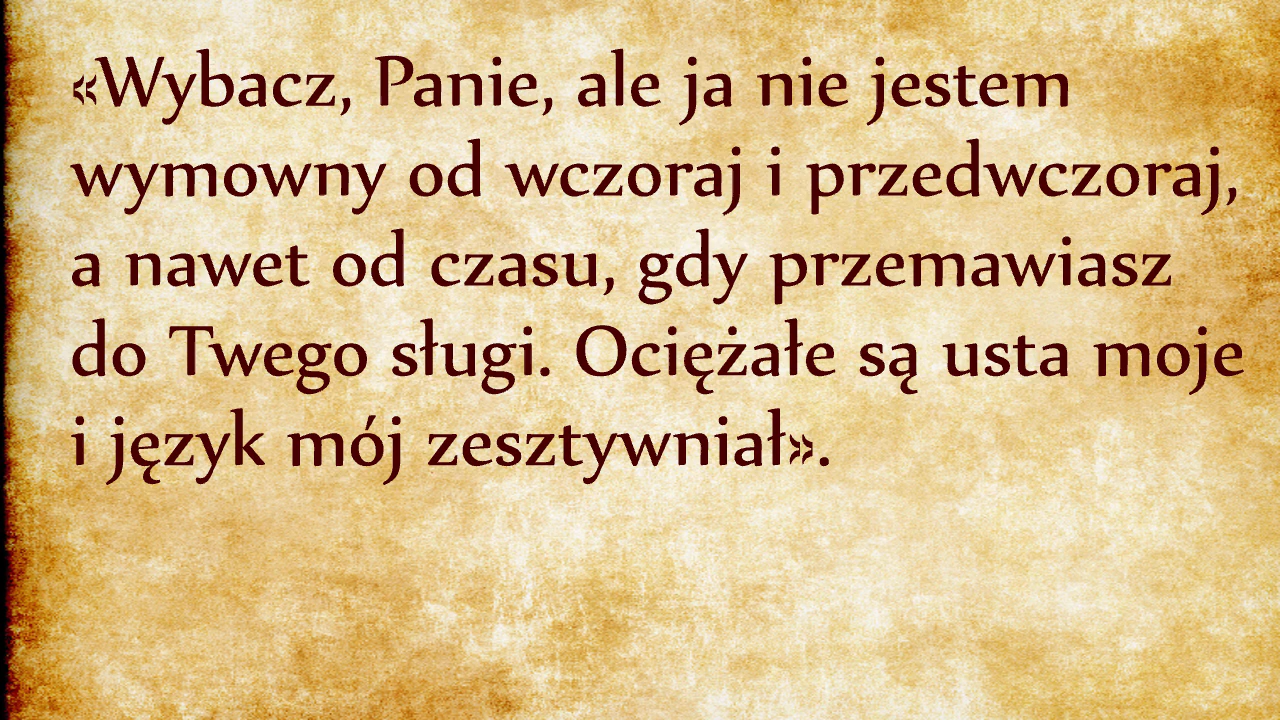 «Wybacz, Panie, ale ja nie jestem
wymowny od wczoraj i przedwczoraj,
a nawet od czasu, gdy przemawiasz
do Twego sługi. Ociężałe są usta moje
i język mój zesztywniał».